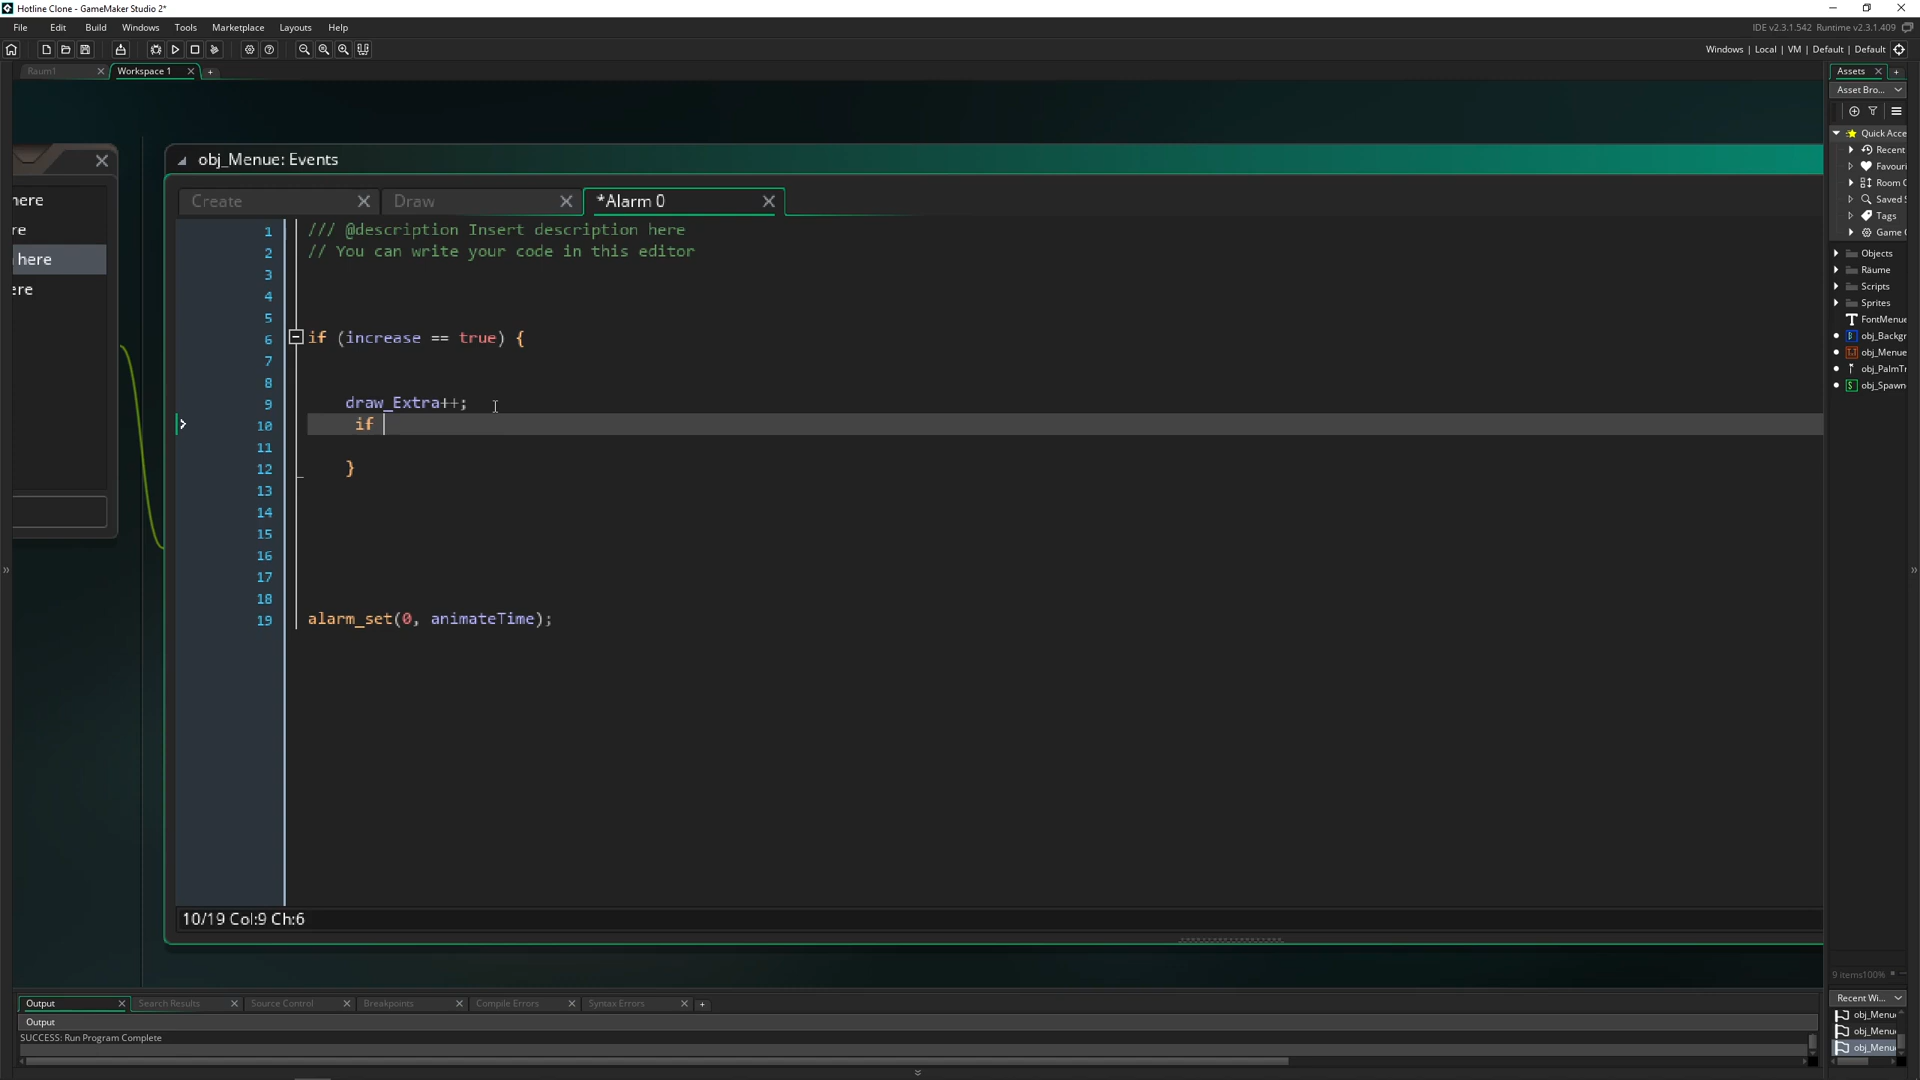 Hotline Clone - GameMaker Studio 2*
File Edit Build Windows Tools Marketplace Layouts Help
IDE v2.3.1.542 Runtime v2.3.1.409
Windows | Local | VM | Default | Default
Raum1
Workspace 1
Assets
Asset Bro...
Quick Acce
Recent
Favouri
Room O
Saved S
Tags
Game O
Objects
Räume
Scripts
Sprites
FontMenue
obj_Backgr
obj_Menue
obj_PalmTr
obj_Spawn
here
re
here
ere
obj_Menue: Events
Create
Draw
*Alarm 0
1 /// @description Insert description here
2 // You can write your code in this editor
3
4
5
6 if (increase == true) {
7
8
9 draw_Extra++;
10 if
11
12 }
13
14
15
16
17
18
19 alarm_set(0, animateTime);
10/19 Col:9 Ch:6
9 items 100%
Output
Search Results
Source Control
Breakpoints
Compile Errors
Syntax Errors
Output
SUCCESS: Run Program Complete
Recent Wi...
obj_Menu
obj_Menu
obj_Menu